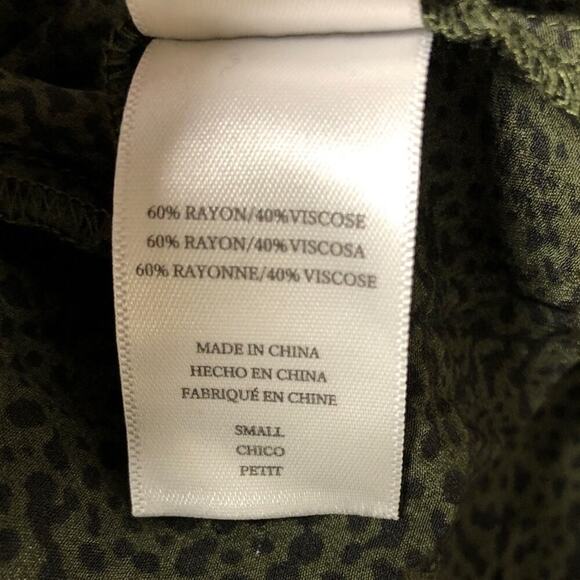 60% RAYON/40%VISCOSE
60% RAYON/40%VISCOSA
60% RAYONNE/40% VISCOSE
MADE IN CHINA
HECHO EN CHINA
FABRIQUÉ EN CHINE
SMALL
CHICO
PETIT